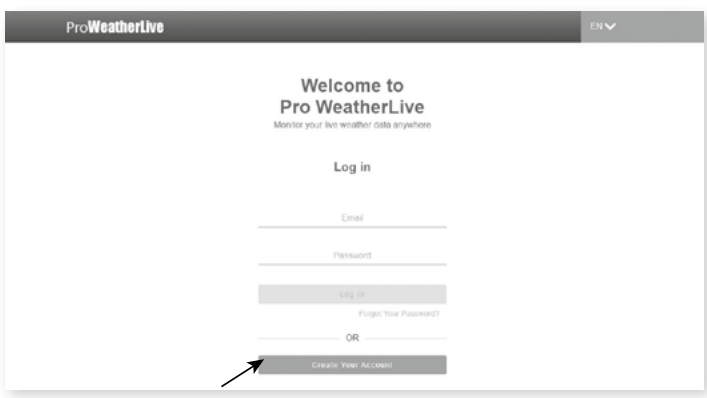 ProWeatherLive
EN
Welcome to
Pro WeatherLive
Monitor your live weather data anywhere
Log in
Email
Password
Log in
Forgot Your Password?
OR
Create Your Account